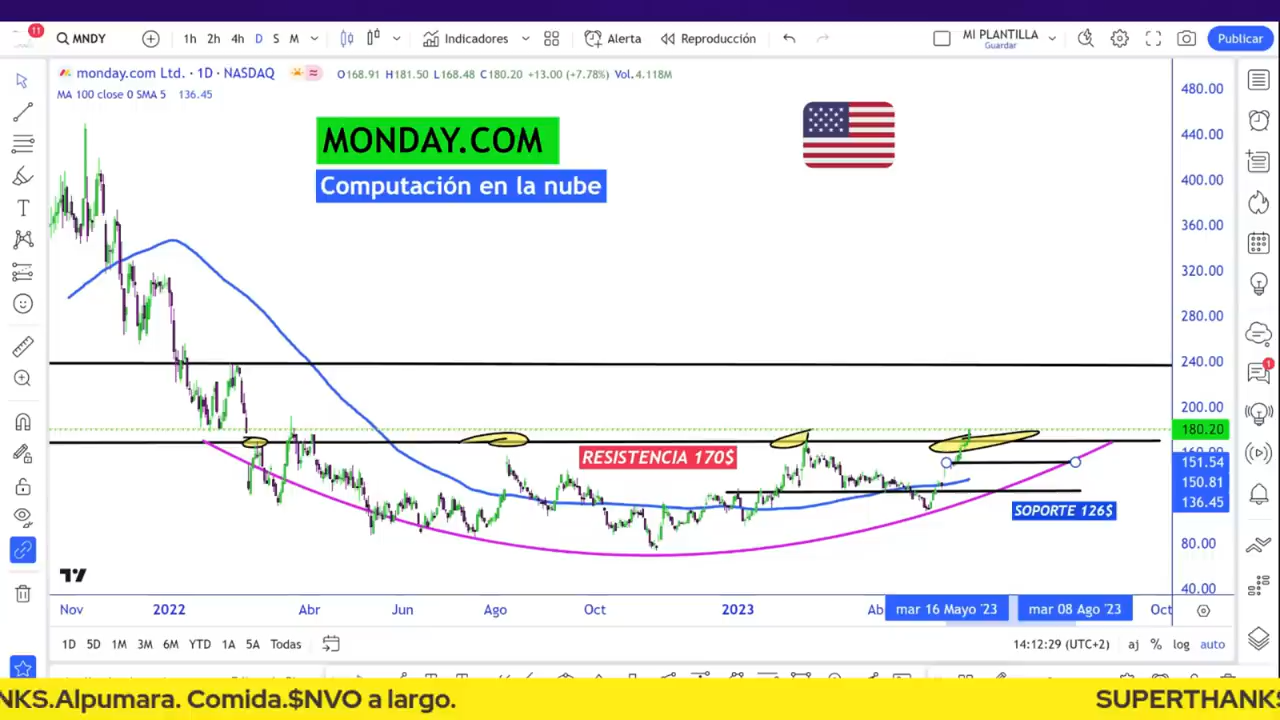 11
MNDY
1h 2h 4h D S M
Indicadores
Alerta
Reproducción
MI PLANTILLA
Guardar
Publicar
monday.com Ltd. · 1D · NASDAQ
O168.91 H181.50 L168.48 C180.20 +13.00 (+7.78%) Vol.4.118M
MA 100 close 0 SMA 5 136.45
MONDAY.COM
Computación en la nube
480.00
440.00
400.00
360.00
320.00
280.00
240.00
200.00
180.20
151.54
150.81
136.45
80.00
40.00
RESISTENCIA 170$
SOPORTE 126$
1
Nov 2022 Abr Jun Ago Oct 2023 Ab mar 16 Mayo '23 mar 08 Ago '23 Oct
1D 5D 1M 3M 6M YTD 1A 5A Todas
14:12:29 (UTC+2) aj % log auto
NKS.Alpumara. Comida.$NVO a largo.
SUPERTHANKS